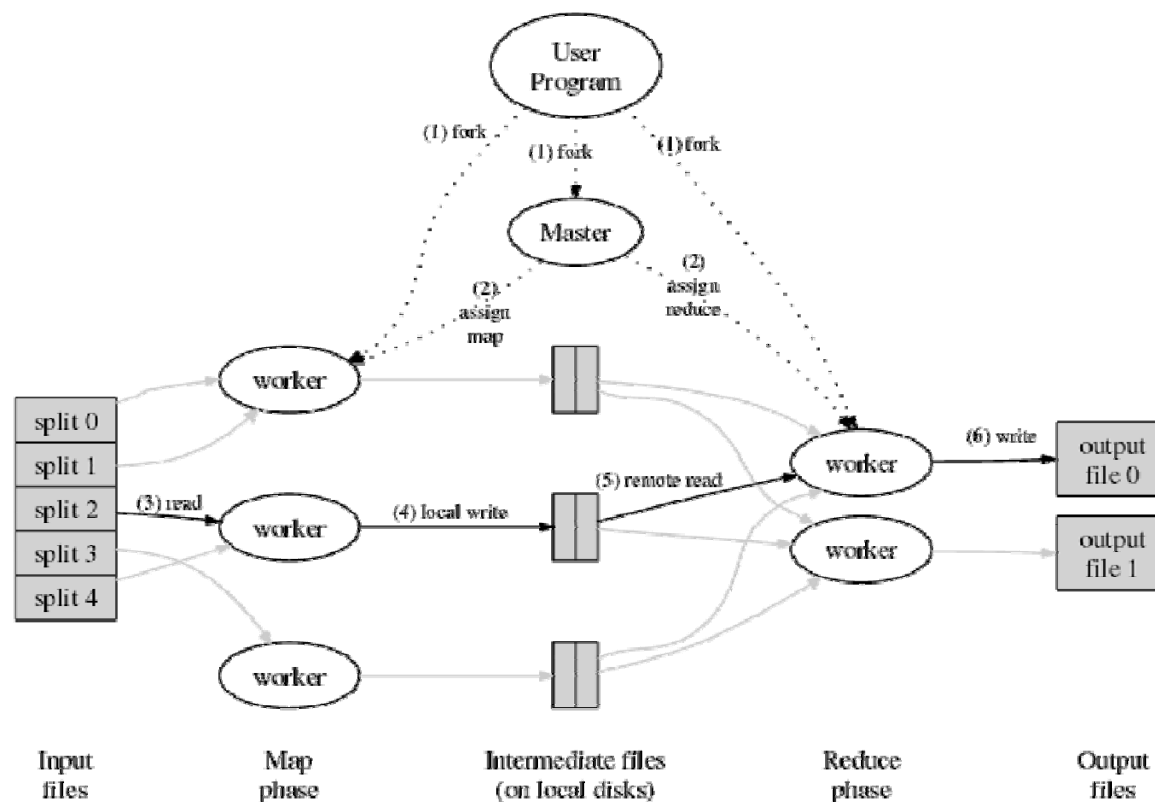 User
Program
(1) fork
(1) fork
(1) fork
Master
(2)
assign
map
(2)
assign
reduce
worker
split 0
split 1
split 2
split 3
split 4
(3) read
worker
(4) local write
(5) remote read
worker
(6) write
output
file 0
worker
output
file 1
worker
Input
files
Map
phase
Intermediate files
(on local disks)
Reduce
phase
Output
files